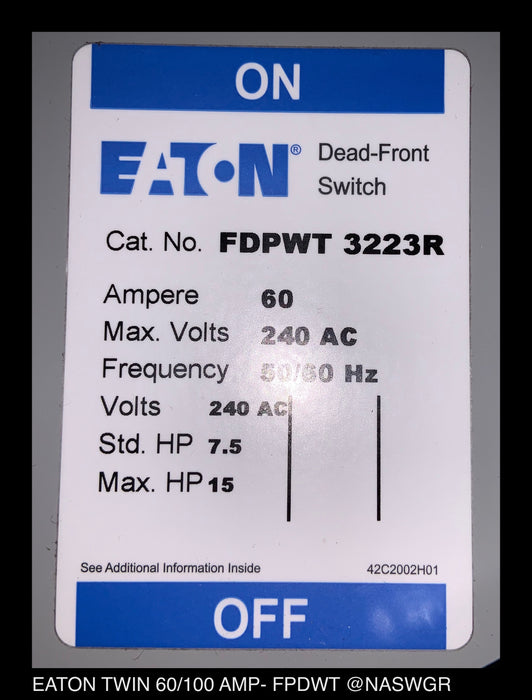 ON
EATON® Dead-Front
Switch
Cat. No. FDPWT 3223R
Ampere 60
Max. Volts 240 AC
Frequency 50/60 Hz
Volts 240 AC
Std. HP 7.5
Max. HP 15
See Additional Information Inside 42C2002H01
OFF
EATON TWIN 60/100 AMP- FPDWT @NASWGR